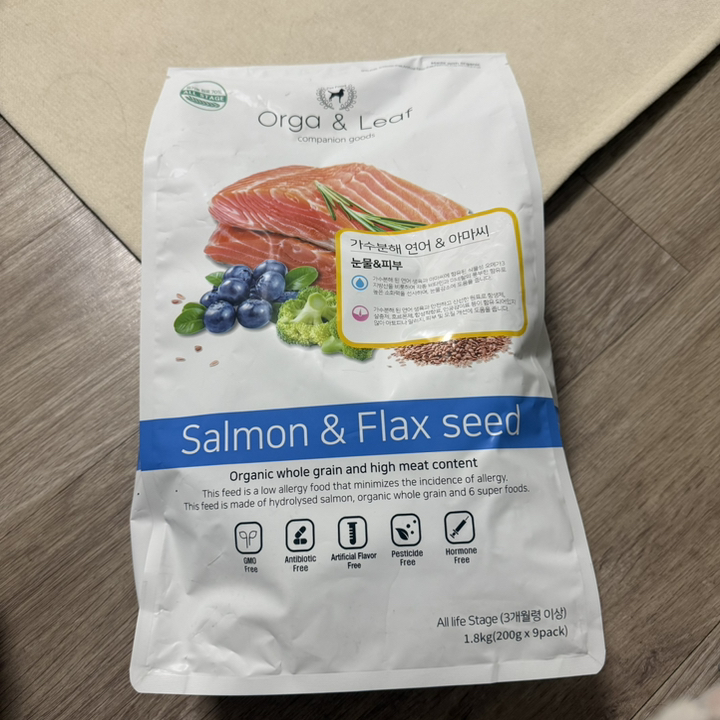 ALL STAGE
Orga & Leaf
companion goods
가수분해 연어 & 아마씨
눈물&피부
Salmon & Flax seed
Organic whole grain and high meat content
This feed is a low allergy food that minimizes the incidence of allergy.
This feed is made of hydrolysed salmon, organic whole grain and 6 super foods.
GMO
Free
Antibiotic
Free
Artificial Flavor
Free
Pesticide
Free
Hormone
Free
All life Stage (3개월령 이상)
1.8kg(200g x 9pack)